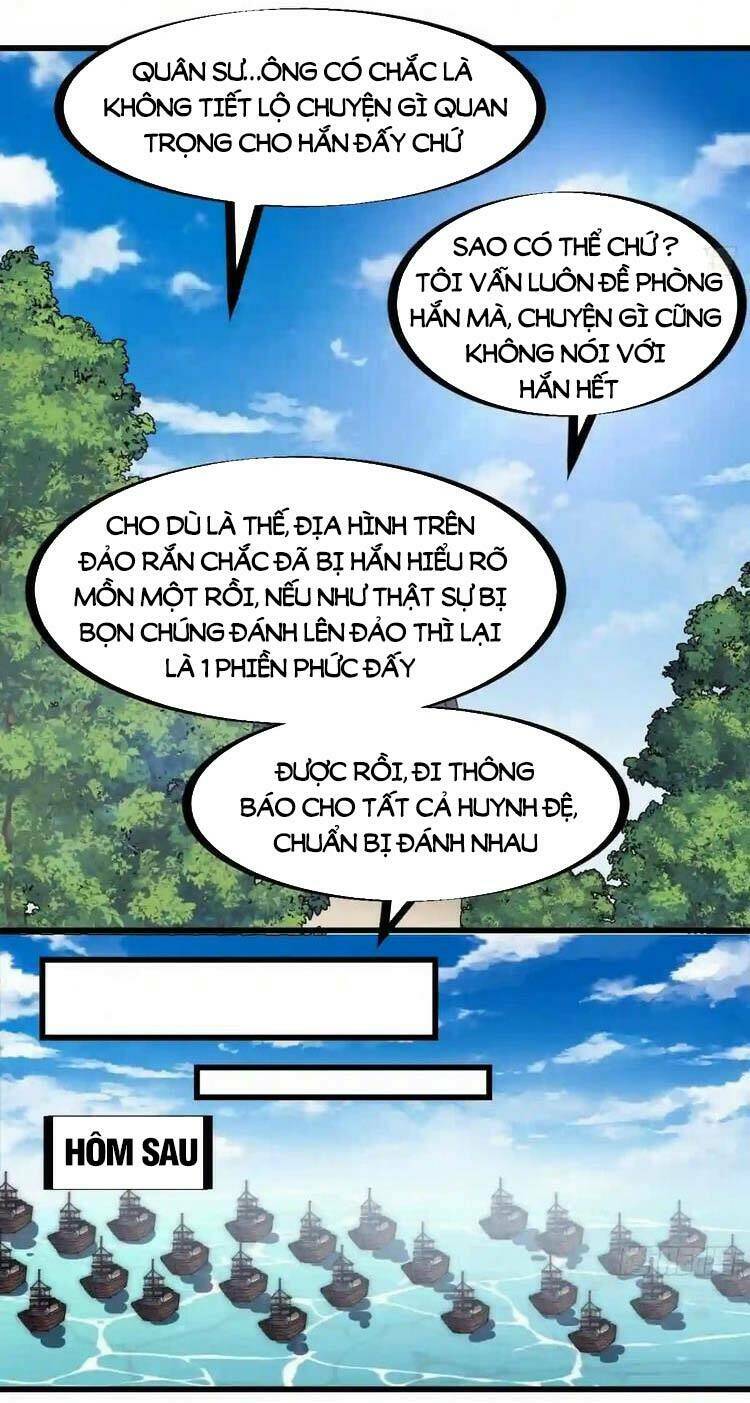 QUÂN SƯ...ÔNG CÓ CHẮC LÀ
KHÔNG TIẾT LỘ CHUYỆN GÌ QUAN
TRỌNG CHO HẮN ĐẤY CHỨ
SAO CÓ THỂ CHỨ?
TÔI VẤN LUÔN ĐỀ PHÒNG
HẮN MÀ, CHUYỆN GÌ CŨNG
KHÔNG NÓI VỚI
HẮN HẾT
CHO DÙ LÀ THẾ, ĐỊA HÌNH TRÊN
ĐẢO RẮN CHẮC ĐÃ BỊ HẮN HIỂU RÕ
MỒN MỘT RỒI, NẾU NHƯ THẬT SỰ BỊ
BỌN CHÚNG ĐÁNH LÊN ĐẢO THÌ LẠI
LÀ 1 PHIỀN PHỨC ĐẤY
ĐƯỢC RỒI, ĐI THÔNG
BÁO CHO TẤT CẢ HUYNH ĐỆ,
CHUẨN BỊ ĐÁNH NHAU
HÔM SAU